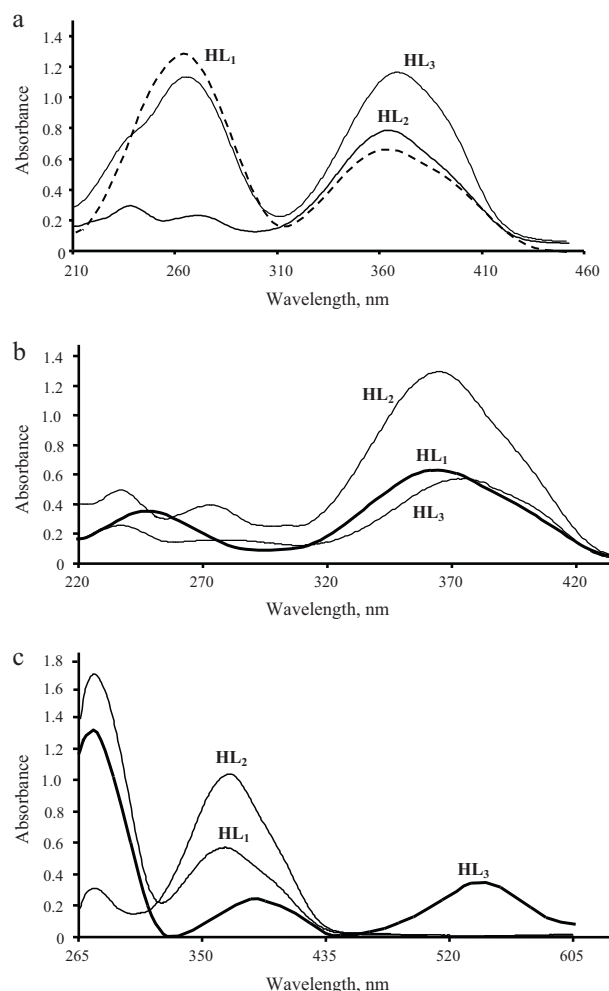 a
1.4
1.2
1.0
0.8
0.6
0.4
0.2
0
Absorbance
HL₁
HL₃
HL₂
210 260 310 360 410 460
Wavelength, nm
b
1.4
1.2
1.0
0.8
0.6
0.4
0.2
0
Absorbance
HL₂
HL₁
HL₃
220 270 320 370 420
Wavelength, nm
c
1.8
1.6
1.4
1.2
1.0
0.8
0.6
0.4
0.2
0
Absorbance
HL₂
HL₁
HL₃
265 350 435 520 605
Wavelength, nm